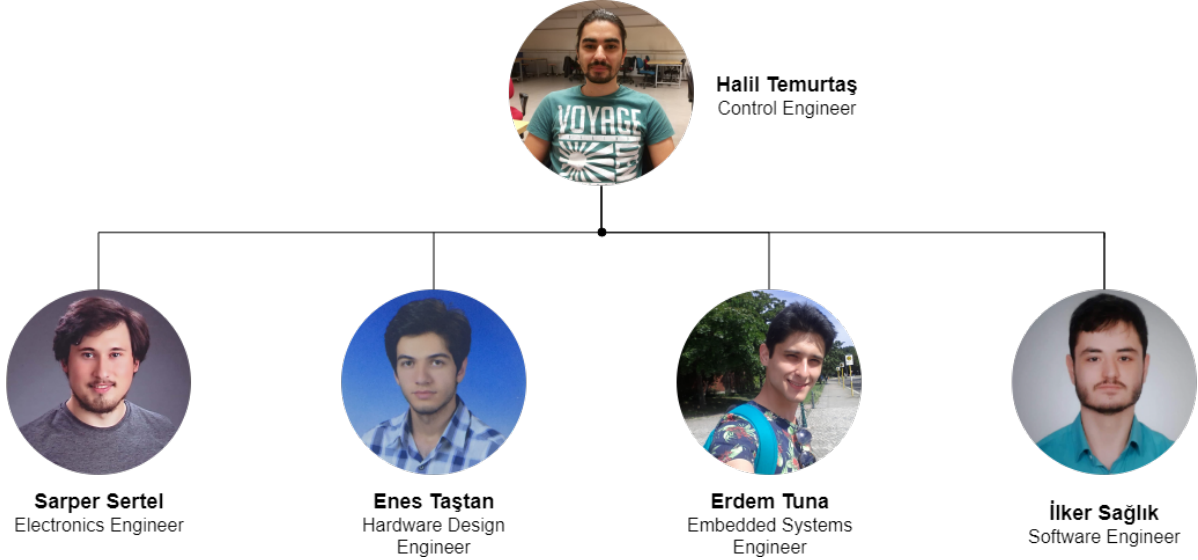 VOYAGE
Halil Temurtaş
Control Engineer
Sarper Sertel
Electronics Engineer
Enes Taştan
Hardware Design
Engineer
Erdem Tuna
Embedded Systems
Engineer
İlker Sağlık
Software Engineer